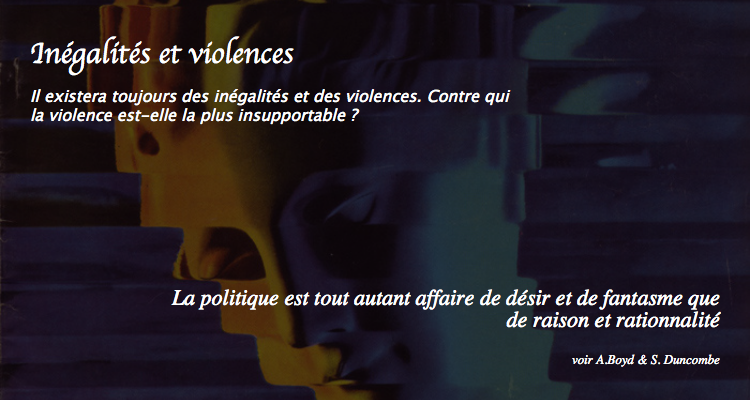 Inégalités et violences
Il existera toujours des inégalités et des violences. Contre qui
la violence est-elle la plus insupportable ?
La politique est tout autant affaire de désir et de fantasme que
de raison et rationnalité
voir A.Boyd & S. Duncombe